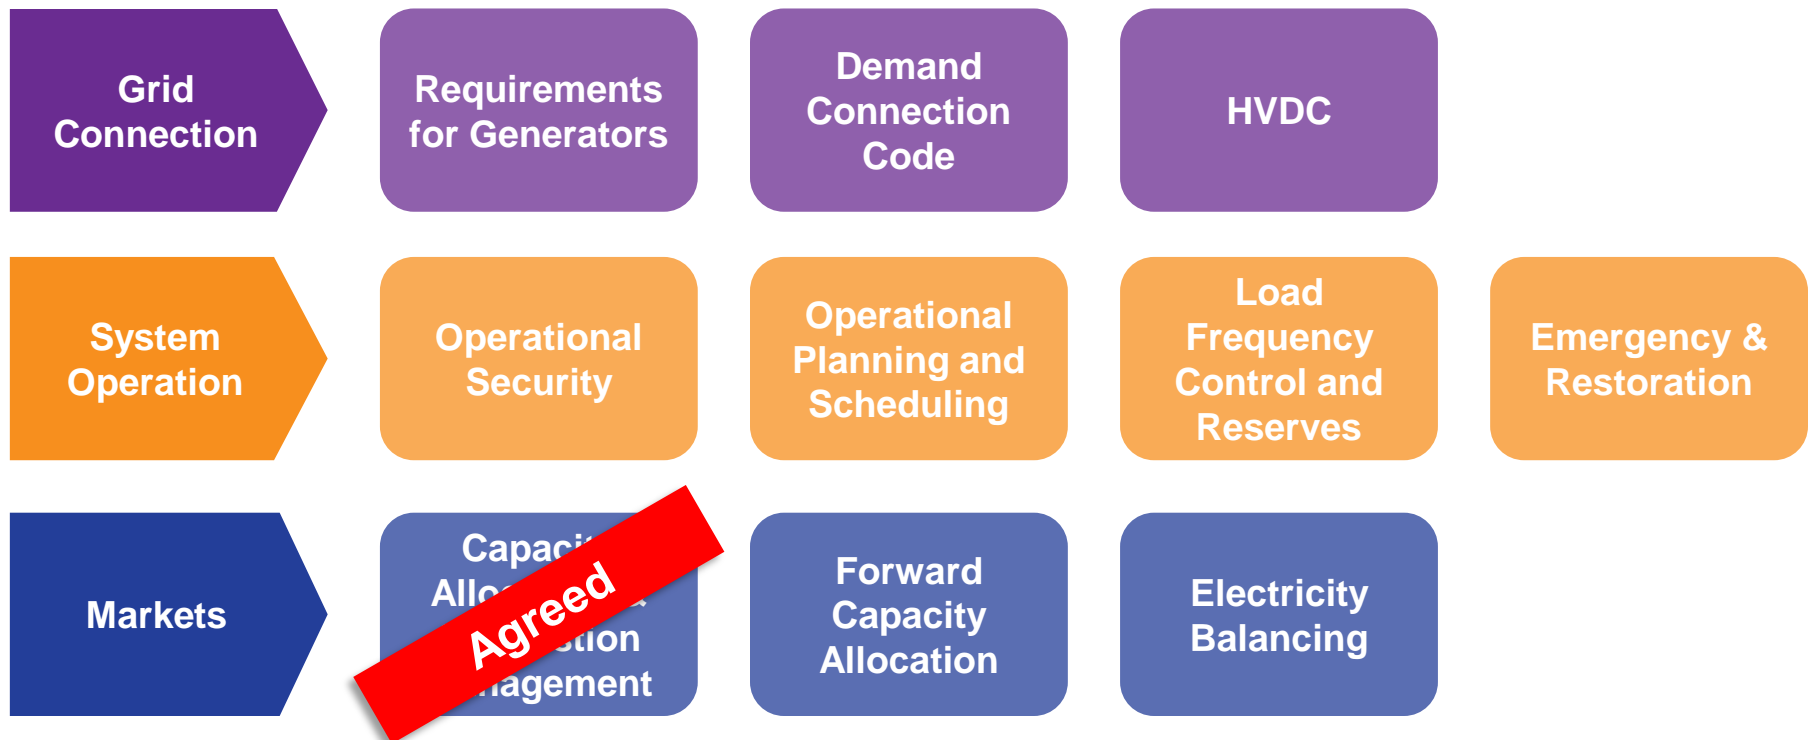 Grid
Connection
Requirements
for Generators
Demand
Connection
Code
HVDC
System
Operation
Operational
Security
Operational
Planning and
Scheduling
Load
Frequency
Control and
Reserves
Emergency &
Restoration
Markets
Agreed
Forward
Capacity
Allocation
Electricity
Balancing